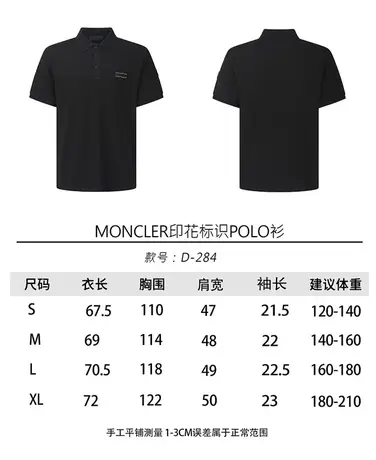 MONCLER印花标识POLO衫
款号：D-284
尺码 衣长 胸围 肩宽 袖长 建议体重
S 67.5 110 47 21.5 120-140
M 69 114 48 22 140-160
L 70.5 118 49 22.5 160-180
XL 72 122 50 23 180-210
手工平铺测量 1-3CM误差属于正常范围